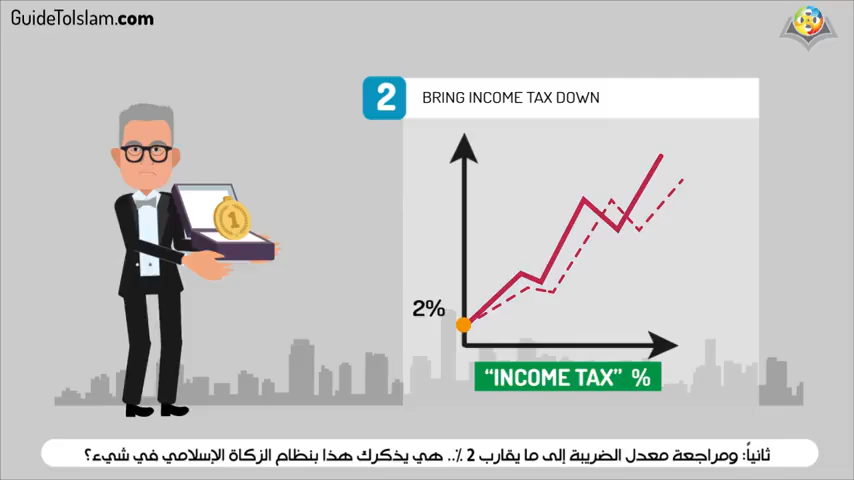 GuideToIslam.com
2 BRING INCOME TAX DOWN
1
2%
“INCOME TAX” %
ثانياً: ومراجعة معدل الضريبة إلى ما يقارب 2 ٪.. هي يذكرك هذا بنظام الزكاة الإسلامي في شيء؟